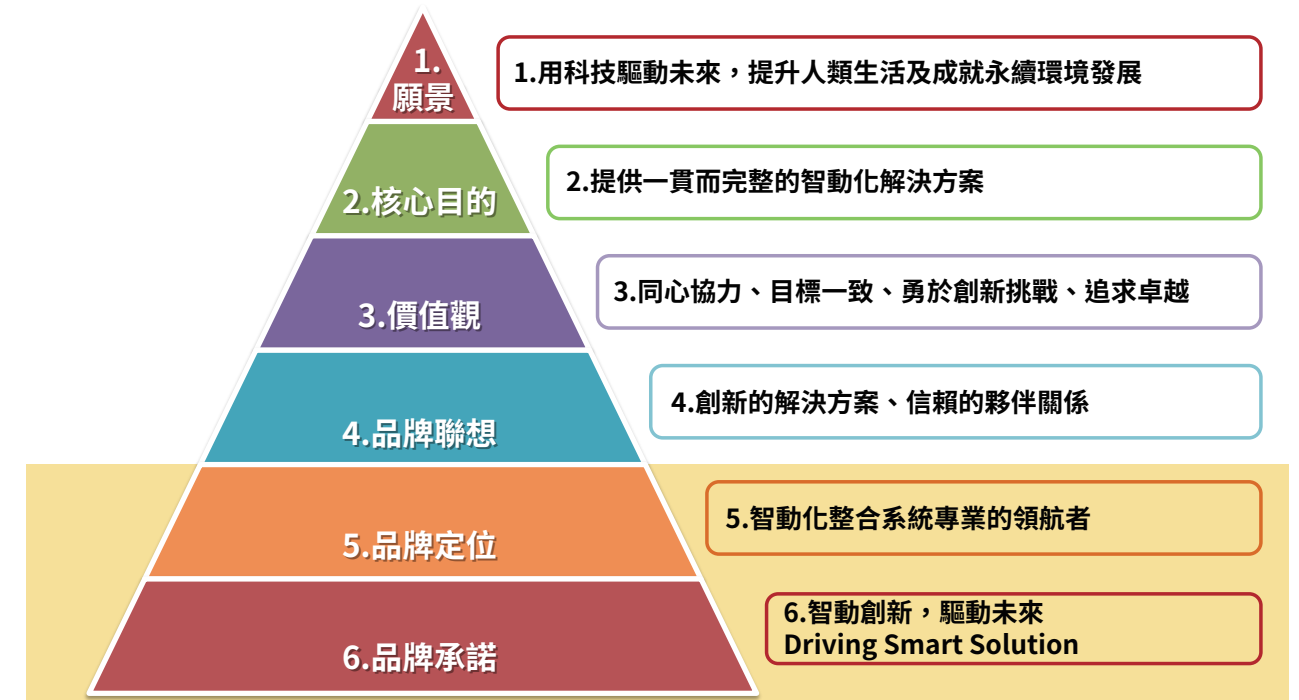 1.
願景
1.用科技驅動未來，提升人類生活及成就永續環境發展
2.核心目的
2.提供一貫而完整的智動化解決方案
3.價值觀
3.同心協力、目標一致、勇於創新挑戰、追求卓越
4.品牌聯想
4.創新的解決方案、信賴的夥伴關係
5.品牌定位
5.智動化整合系統專業的領航者
6.品牌承諾
6.智動創新，驅動未來
Driving Smart Solution